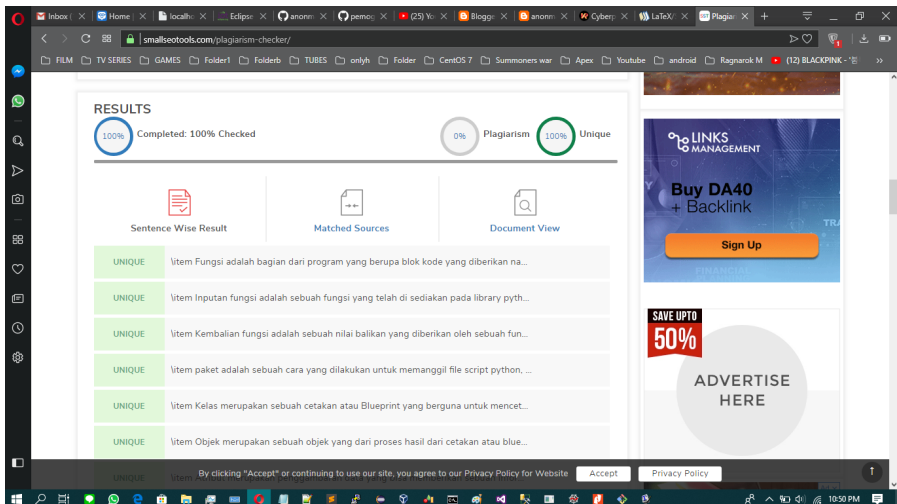 Inbox (
Home |
localho
Eclipse
anonm
pemog
(25) Yo
Blogge
anonm
Cyberp
LaTeX/
Plagiar
smallseotools.com/plagiarism-checker/
FILM
TV SERIES
GAMES
Folder1
Folderb
TUBES
onlyh
Folder
CentOS 7
Summoners war
Apex
Youtube
android
Ragnarok M
(12) BLACKPINK - '
RESULTS
100%
Completed: 100% Checked
0%
Plagiarism
100%
Unique
Sentence Wise Result
Matched Sources
Document View
UNIQUE
\item Fungsi adalah bagian dari program yang berupa blok kode yang diberikan na...
UNIQUE
\item Inputan fungsi adalah sebuah fungsi yang telah di sediakan pada library pyth...
UNIQUE
\item Kembalian fungsi adalah sebuah nilai balikan yang diberikan oleh sebuah fun...
UNIQUE
\item paket adalah sebuah cara yang dilakukan untuk memanggil file script python, ...
UNIQUE
\item Kelas merupakan sebuah cetakan atau Blueprint yang berguna untuk mencet...
UNIQUE
\item Objek merupakan sebuah objek yang dari proses hasil dari cetakan atau blue...
UNIQUE
By clicking "Accept" or continuing to use our site, you agree to our Privacy Policy for Website
Accept
Privacy Policy
LINKS
MANAGEMENT
Buy DA40
+ Backlink
Sign Up
FINANCIAL
TRA
SAVE UPTO
50%
ADVERTISE
HERE
10:50 PM